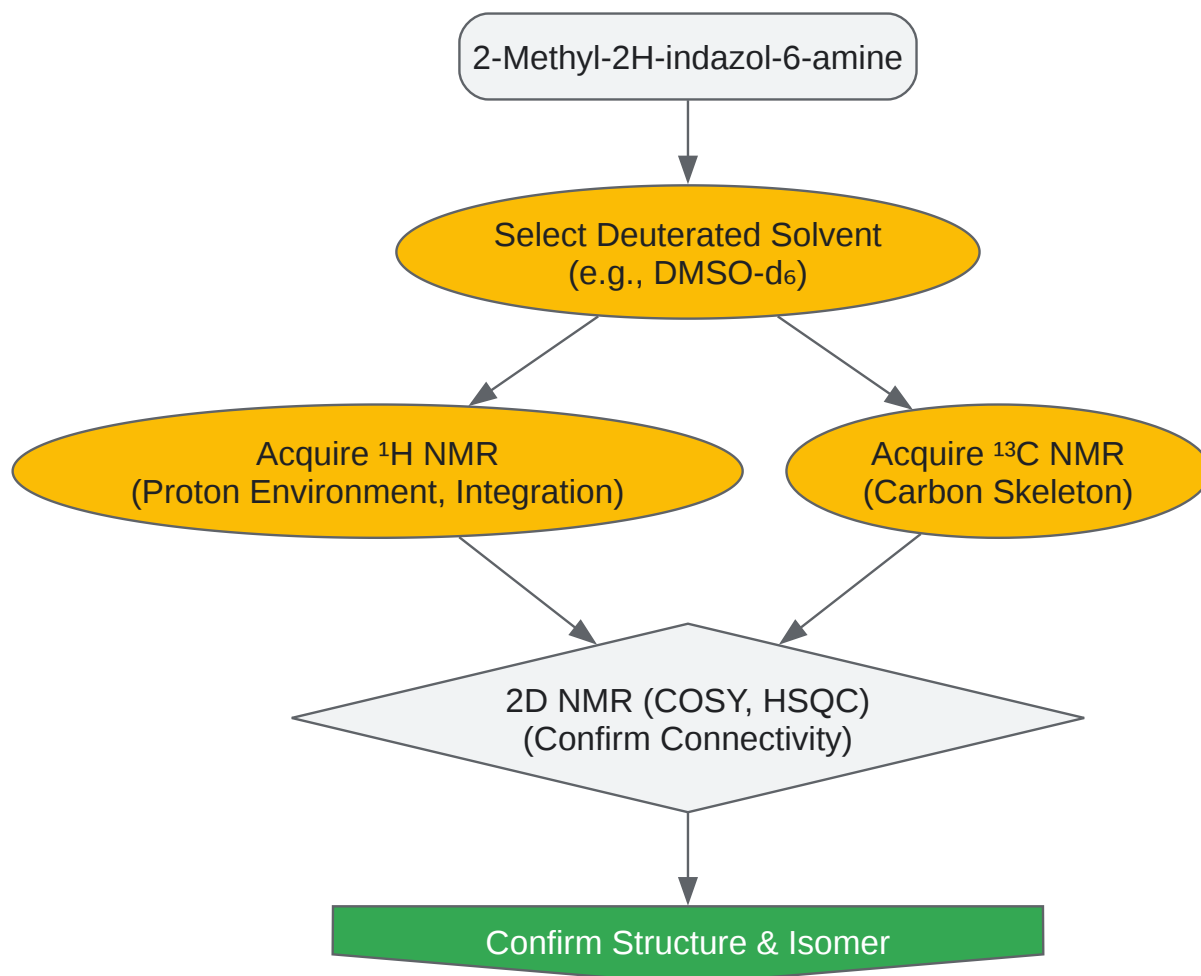 2-Methyl-2H-indazol-6-amine
Select Deuterated Solvent
(e.g., DMSO-d₆)
Acquire ¹H NMR
(Proton Environment, Integration)
Acquire ¹³C NMR
(Carbon Skeleton)
2D NMR (COSY, HSQC)
(Confirm Connectivity)
Confirm Structure & Isomer